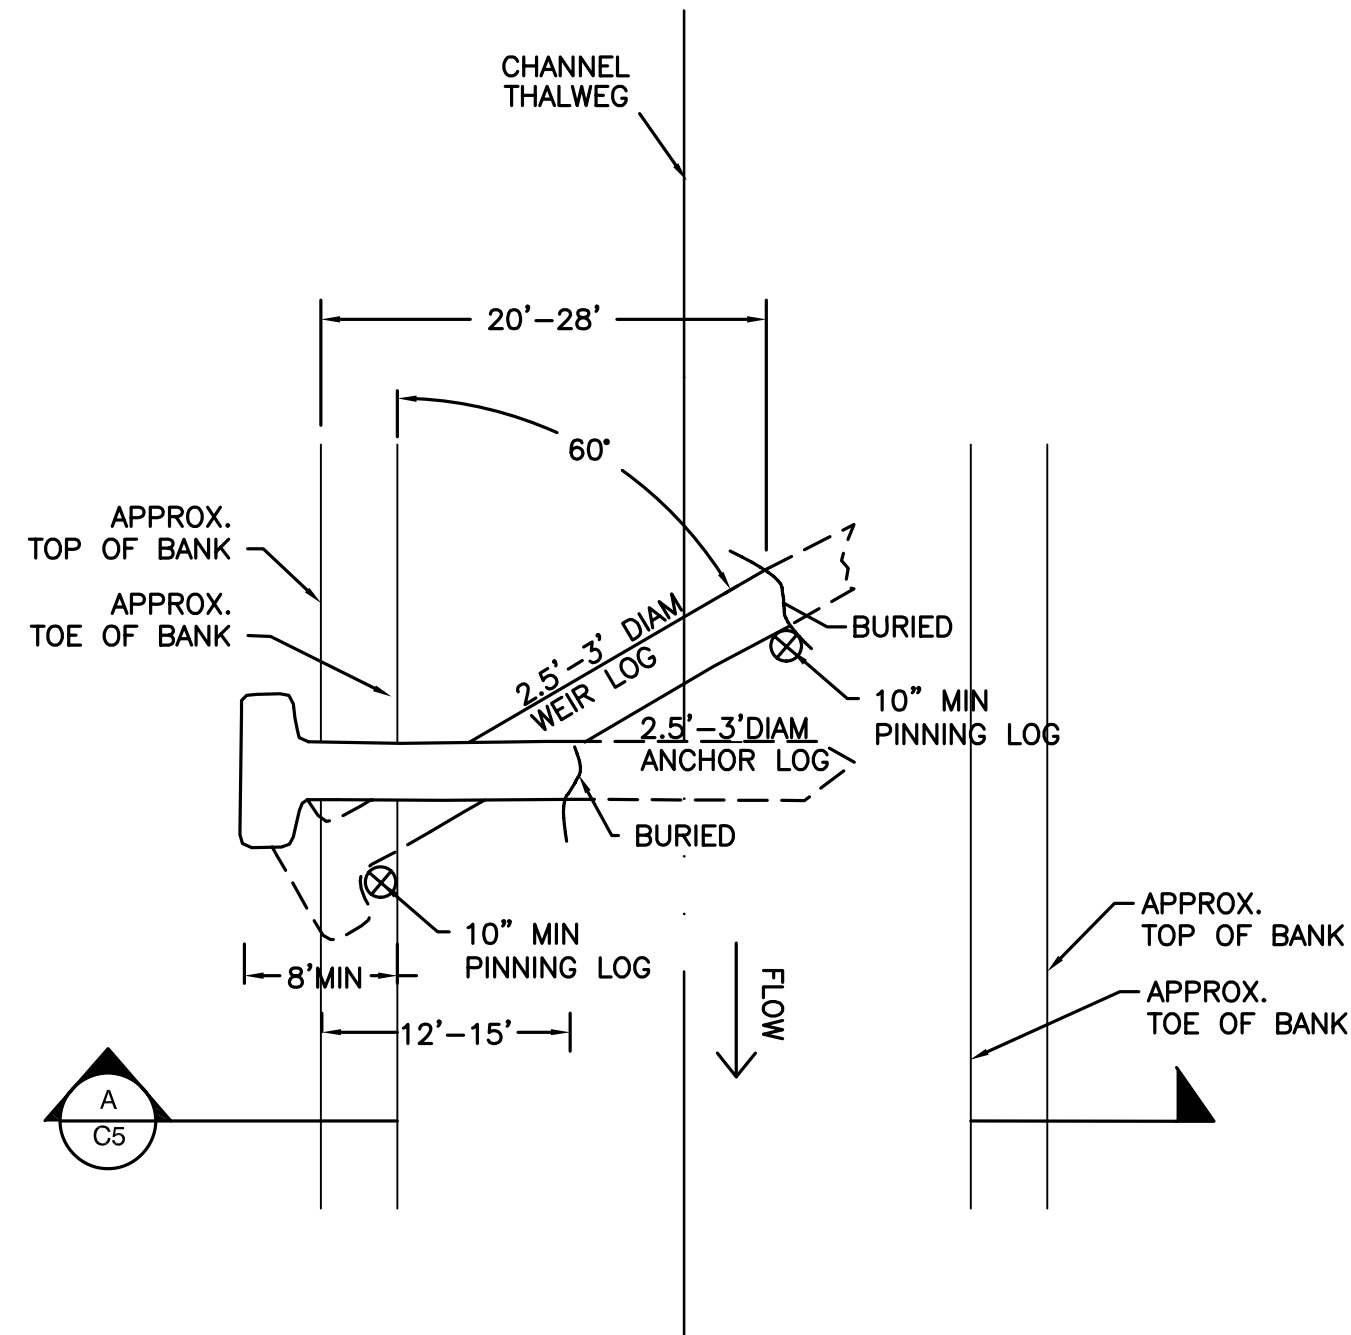 CHANNEL
THALWEG
20'-28'
60°
APPROX.
TOP OF BANK
APPROX.
TOE OF BANK
2.5'-3' DIAM
WEIR LOG
BURIED
10" MIN
PINNING LOG
2.5'-3'DIAM
ANCHOR LOG
BURIED
10" MIN
PINNING LOG
8'MIN
12'-15'
FLOW
APPROX.
TOP OF BANK
APPROX.
TOE OF BANK
A
C5